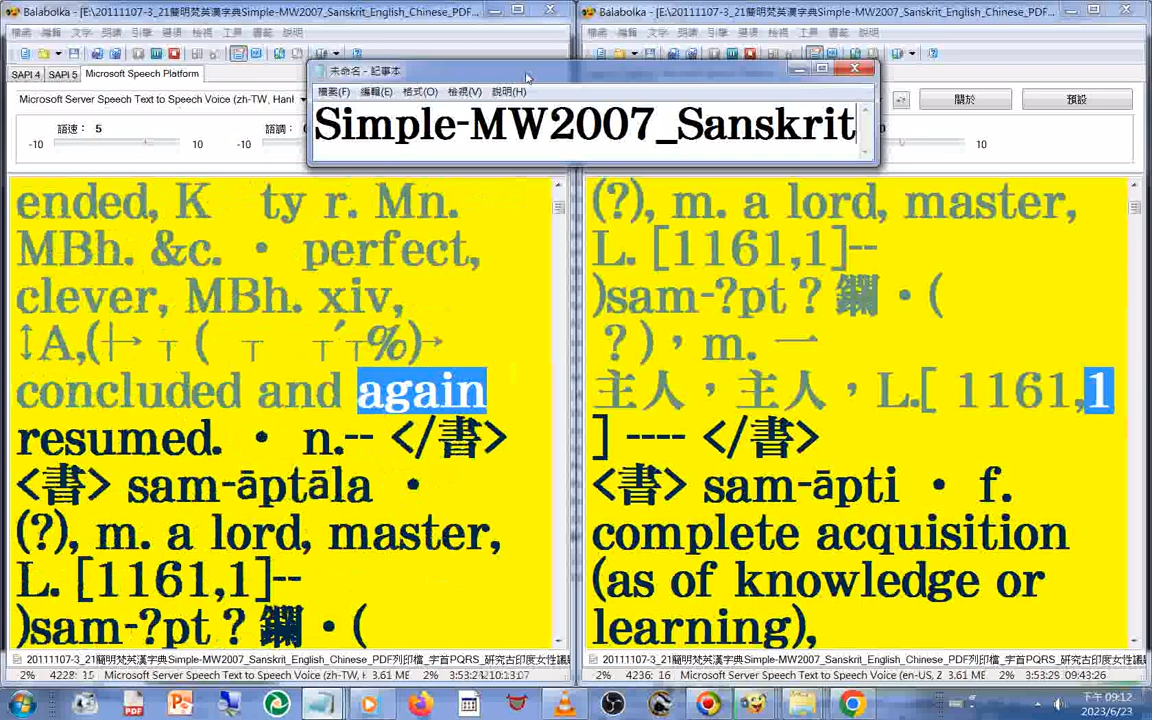 Balabolka - [E:\20111107-3_21簡明梵英漢字典Simple-MW2007_Sanskrit_English_Chinese_PDF...
Balabolka - [E:\20111107-3_21簡明梵英漢字典Simple-MW2007_Sanskrit_English_Chinese_PDF...
SAPI 4 SAPI 5 Microsoft Speech Platform
未命名 - 記事本
檔案(F) 編輯(E) 格式(O) 檢視(V) 說明(H)
Simple-MW2007_Sanskrit
Microsoft Server Speech Text to Speech Voice (zh-TW, Hanl
關於 預設
語速： 5
語調：
-10 10 -10
10
ended, K ty r. Mn.
MBh. &c. • perfect,
clever, MBh. xiv,
concluded and again
resumed. • n.-- </書>
<書> sam-āptāla •
(?), m. a lord, master,
L. [1161,1]--
)sam-?pt ? 鑭 • (
(?), m. a lord, master,
L. [1161,1]--
)sam-?pt ? 鑭 • (
? ) , m. 一
主人，主人，L.[ 1161,1
] ---- </書>
<書> sam-āpti • f.
complete acquisition
(as of knowledge or
learning),
20111107-3_21簡明梵英漢字典Simple-MW2007_Sanskrit_English_Chinese_PDF列印檔_字首PQRS_研究古印度女性議
20111107-3_21簡明梵英漢字典Simple-MW2007_Sanskrit_English_Chinese_PDF列印檔_字首PQRS_研究古印度女性議
2% 4228: 15 Microsoft Server Speech Text to Speech Voice (zh-TW, H 3.61 ME 2%
2% 4236: 16 Microsoft Server Speech Text to Speech Voice (en-US, Z 3.61 ME 2% 3:53:29 09:43:26
下午 09:12
2023/6/23